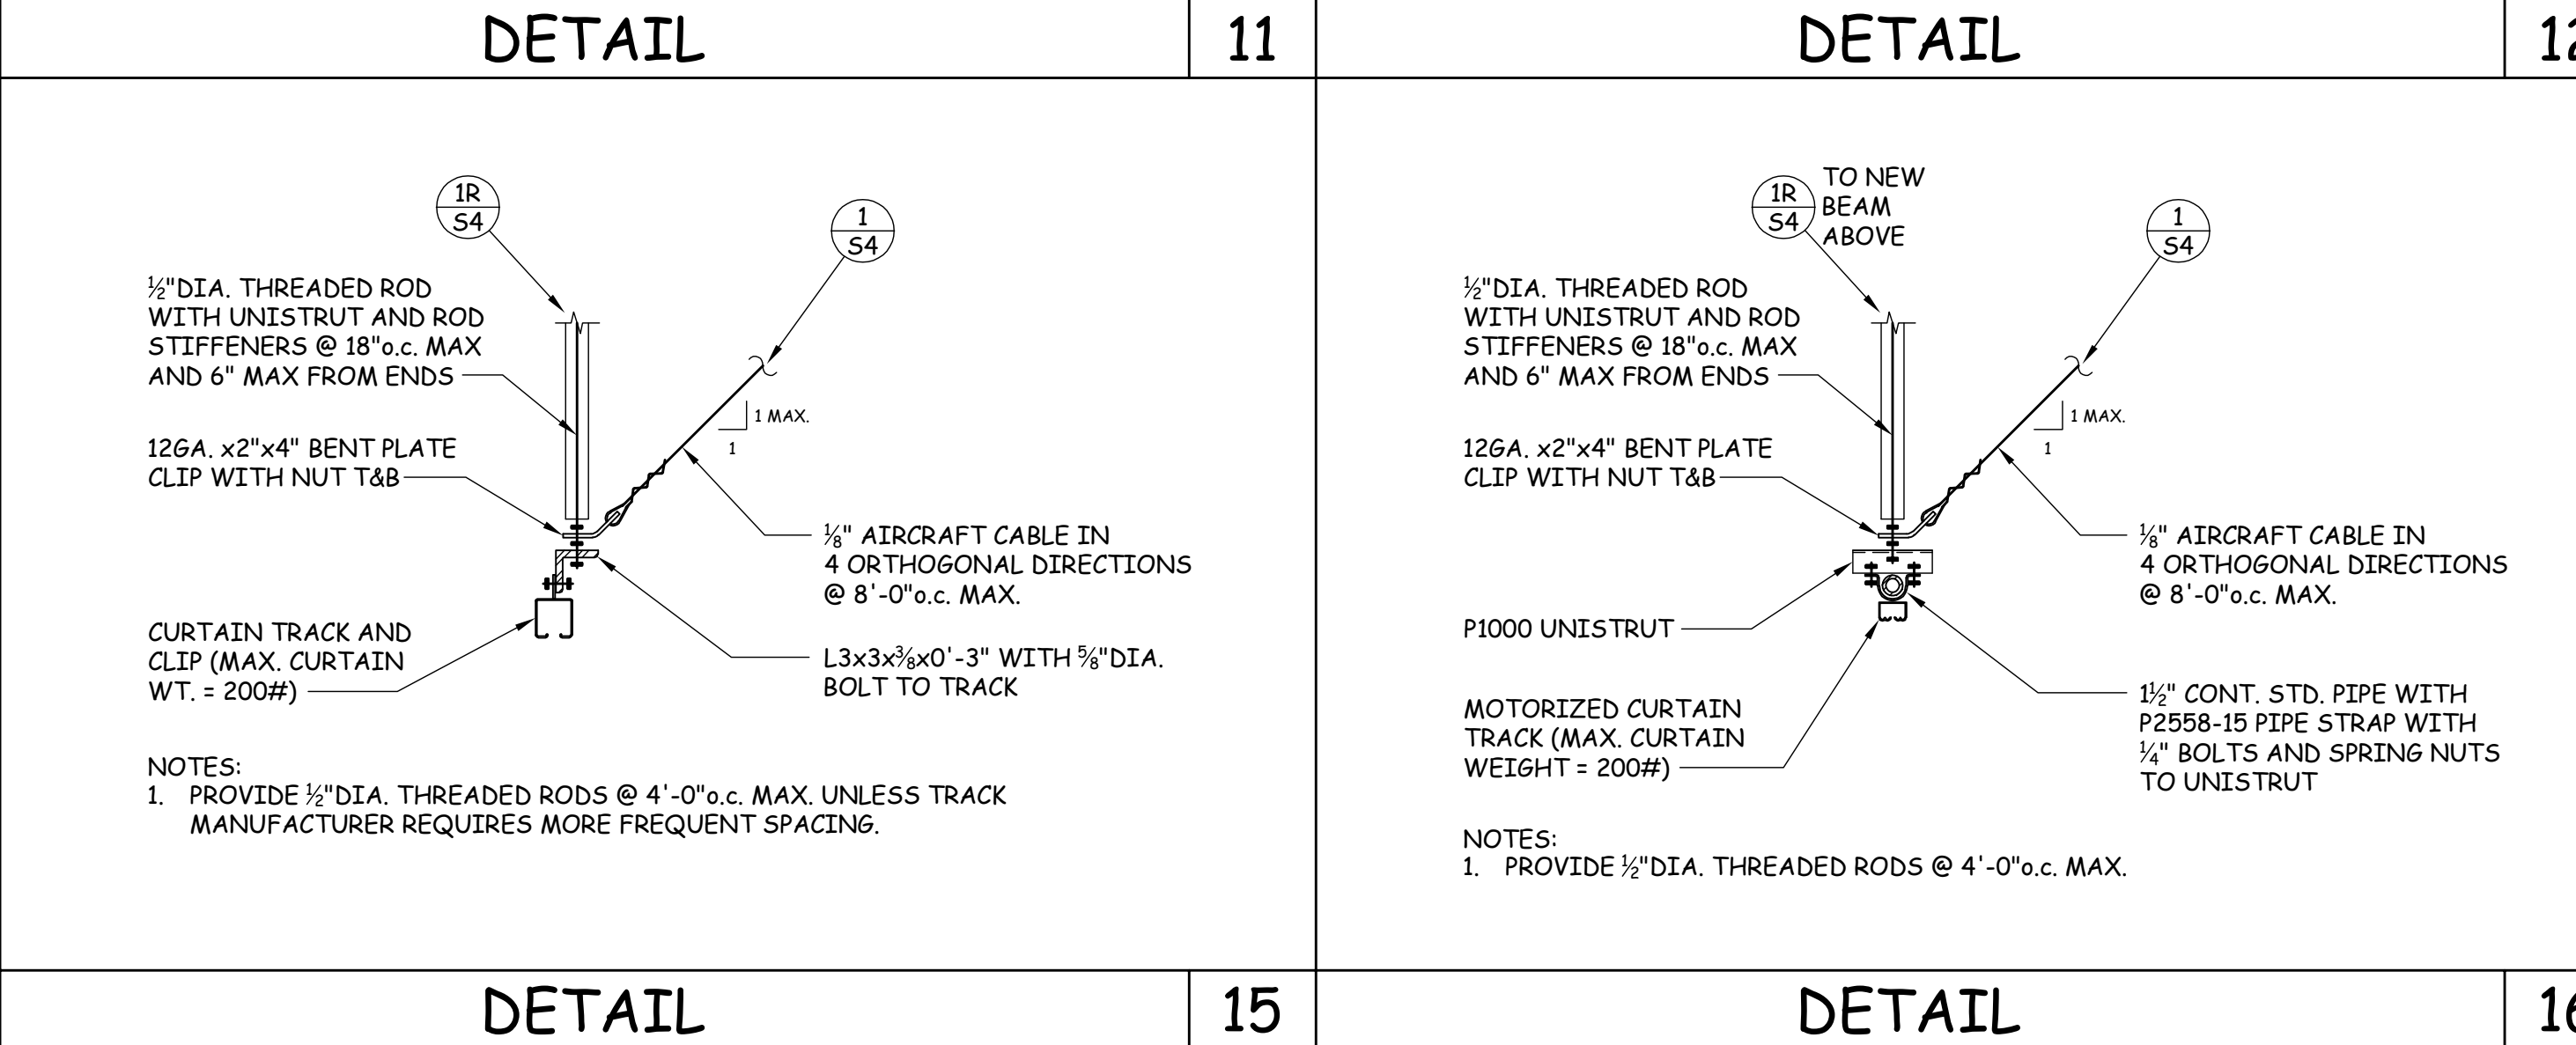 DETAIL 11
DETAIL
1R
S4
1
S4
½"DIA. THREADED ROD
WITH UNISTRUT AND ROD
STIFFENERS @ 18"o.c. MAX
AND 6" MAX FROM ENDS
1 MAX.
1
12GA. x2"x4" BENT PLATE
CLIP WITH NUT T&B
⅛" AIRCRAFT CABLE IN
4 ORTHOGONAL DIRECTIONS
@ 8'-0"o.c. MAX.
CURTAIN TRACK AND
CLIP (MAX. CURTAIN
WT. = 200#)
L3x3x⅜x0'-3" WITH ⅝"DIA.
BOLT TO TRACK
NOTES:
1. PROVIDE ½"DIA. THREADED RODS @ 4'-0"o.c. MAX. UNLESS TRACK
MANUFACTURER REQUIRES MORE FREQUENT SPACING.
DETAIL 15
1R
S4
TO NEW
BEAM
ABOVE
1
S4
½"DIA. THREADED ROD
WITH UNISTRUT AND ROD
STIFFENERS @ 18"o.c. MAX
AND 6" MAX FROM ENDS
1 MAX.
1
12GA. x2"x4" BENT PLATE
CLIP WITH NUT T&B
⅛" AIRCRAFT CABLE IN
4 ORTHOGONAL DIRECTIONS
@ 8'-0"o.c. MAX.
P1000 UNISTRUT
MOTORIZED CURTAIN
TRACK (MAX. CURTAIN
WEIGHT = 200#)
1½" CONT. STD. PIPE WITH
P2558-15 PIPE STRAP WITH
¼" BOLTS AND SPRING NUTS
TO UNISTRUT
NOTES:
1. PROVIDE ½"DIA. THREADED RODS @ 4'-0"o.c. MAX.
DETAIL